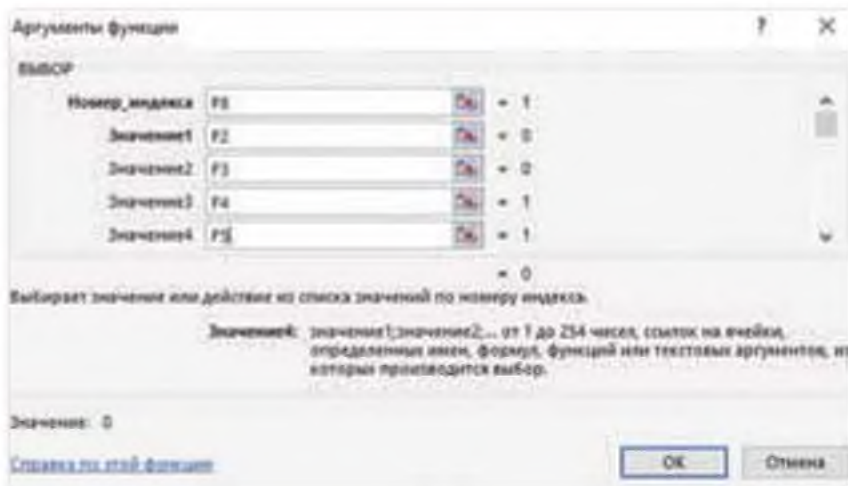 Аргументы функции ? ×
ВЫБОР
Номер_индекса F8 = 1
Значение1 F2 = 0
Значение2 F3 = 0
Значение3 F4 = 1
Значение4 F5 = 1
= 0
Выбирает значение или действие из списка значений по номеру индекса.
Значение4: значение1;значение2;... от 1 до 254 чисел, ссылок на ячейки,
определенных имен, формул, функций или текстовых аргументов, из
которых производится выбор.
Значение: 0
Справка по этой функции
ОК
Отмена